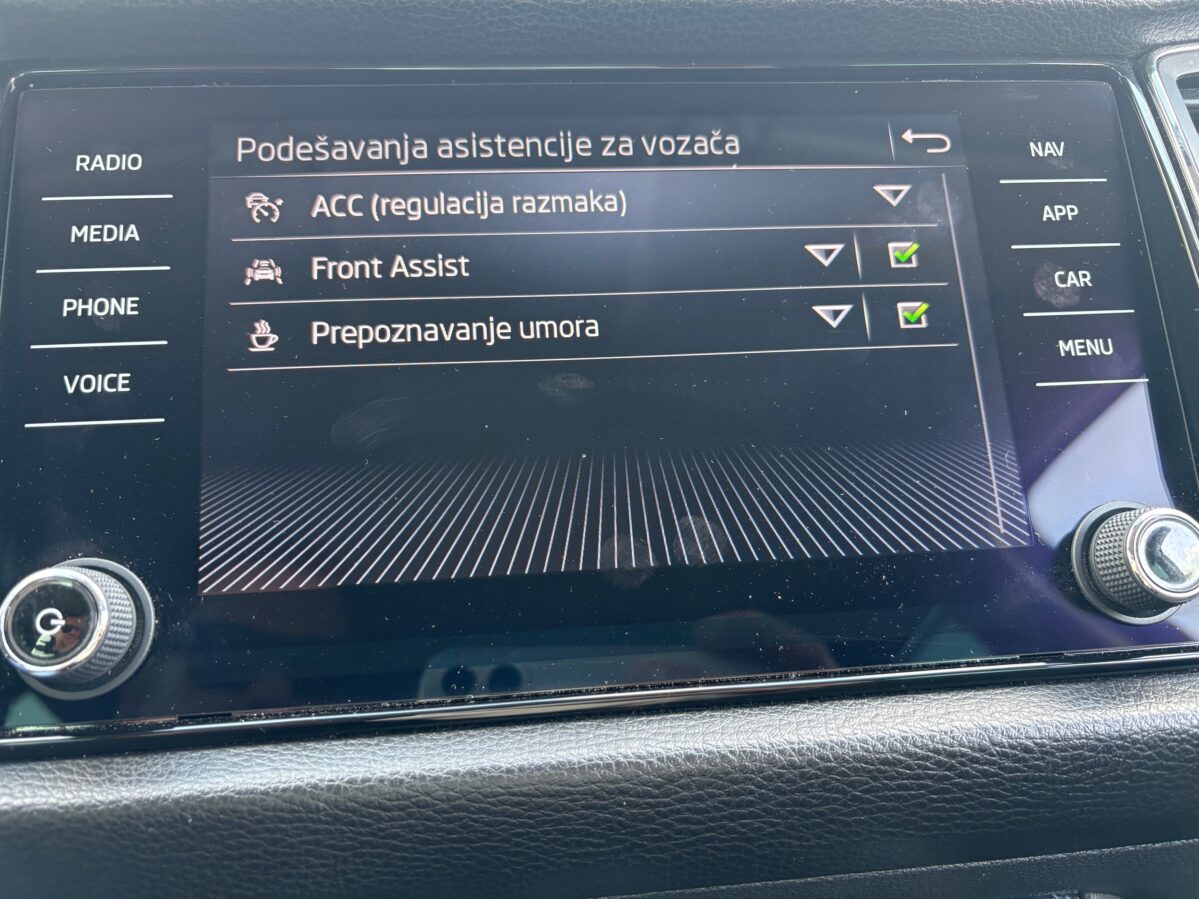 Podešavanja asistencije za vozača
ACC (regulacija razmaka)
Front Assist
Prepoznavanje umora
RADIO
MEDIA
PHONE
VOICE
NAV
APP
CAR
MENU